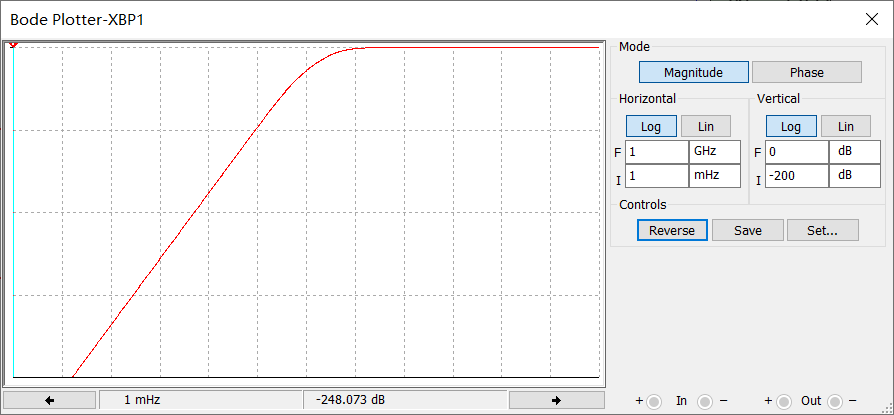 Bode Plotter-XBP1
Mode
Magnitude Phase
Horizontal Vertical
Log Lin Log Lin
F 1 GHz F 0 dB
I 1 mHz I -200 dB
Controls
Reverse Save Set...
1 mHz -248.073 dB
+ In − + Out −